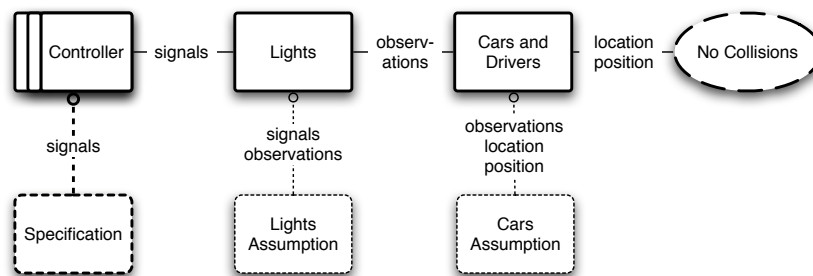 Controller
signals
Lights
observ-
ations
Cars and
Drivers
location
position
No Collisions
signals
signals
observations
observations
location
position
Specification
Lights
Assumption
Cars
Assumption